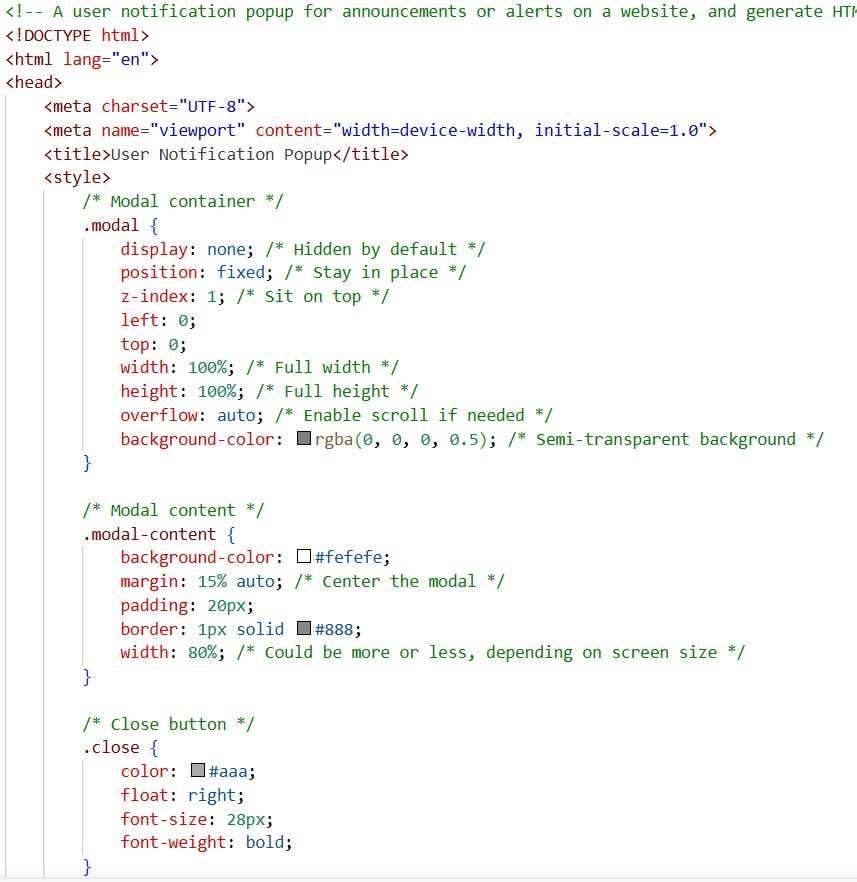 <!-- A user notification popup for announcements or alerts on a website, and generate
<!DOCTYPE html>
<html lang="en">
<head>
    <meta charset="UTF-8">
    <meta name="viewport" content="width=device-width, initial-scale=1.0">
    <title>User Notification Popup</title>
    <style>
        /* Modal container */
        .modal {
            display: none; /* Hidden by default */
            position: fixed; /* Stay in place */
            z-index: 1; /* Sit on top */
            left: 0;
            top: 0;
            width: 100%; /* Full width */
            height: 100%; /* Full height */
            overflow: auto; /* Enable scroll if needed */
            background-color: rgba(0, 0, 0, 0.5); /* Semi-transparent background */
        }

        /* Modal content */
        .modal-content {
            background-color: #fefefe;
            margin: 15% auto; /* Center the modal */
            padding: 20px;
            border: 1px solid #888;
            width: 80%; /* Could be more or less, depending on screen size */
        }

        /* Close button */
        .close {
            color: #aaa;
            float: right;
            font-size: 28px;
            font-weight: bold;
        }